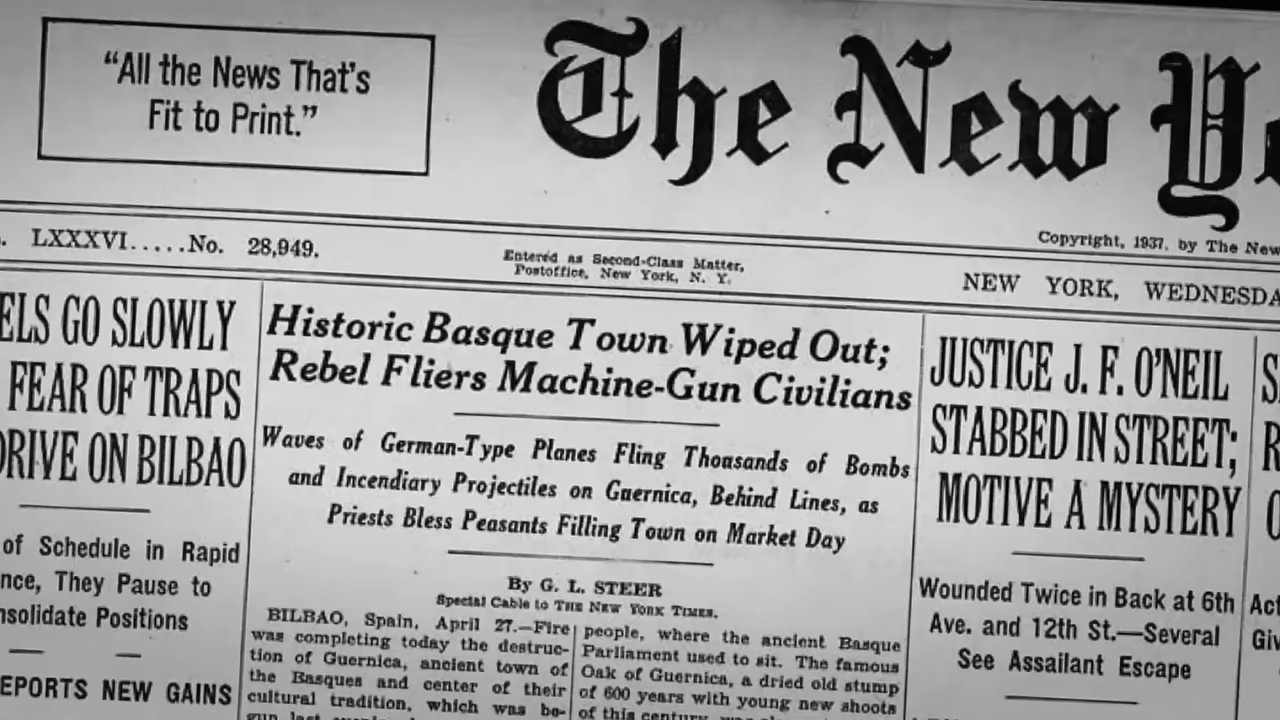 "All the News That's
Fit to Print."
The New
LXXXVI.....No. 28,949.
Entered as Second-Class Matter,
Postoffice, New York, N. Y.
Copyright, 1937, by The New
NEW YORK, WEDNESDA
ELS GO SLOWLY
FEAR OF TRAPS
DRIVE ON BILBAO
of Schedule in Rapid
nce, They Pause to
nsolidate Positions
EPORTS NEW GAINS
Historic Basque Town Wiped Out;
Rebel Fliers Machine-Gun Civilians
Waves of German-Type Planes Fling Thousands of Bombs
and Incendiary Projectiles on Guernica, Behind Lines, as
Priests Bless Peasants Filling Town on Market Day
By G. L. STEER
Special Cable to THE NEW YORK TIMES.
BILBAO, Spain, April 27.—Fire
was completing today the destruc-
tion of Guernica, ancient town of
the Basques and center of their
cultural tradition, which was be-
people, where the ancient Basque
Parliament used to sit. The famous
Oak of Guernica, a dried old stump
of 600 years with young new shoots
of this century,
JUSTICE J. F. O'NEIL
STABBED IN STREET;
MOTIVE A MYSTERY
Wounded Twice in Back at 6th
Ave. and 12th St.—Several
See Assailant Escape